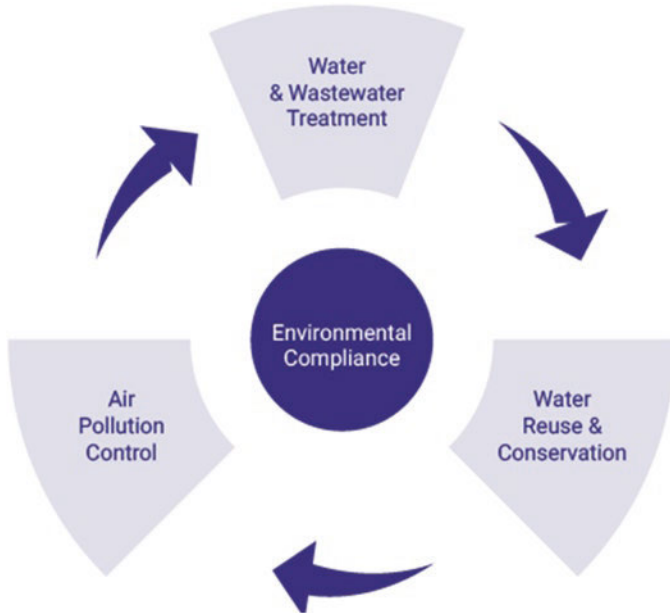 Water
& Wastewater
Treatment
Environmental
Compliance
Air
Pollution
Control
Water
Reuse &
Conservation